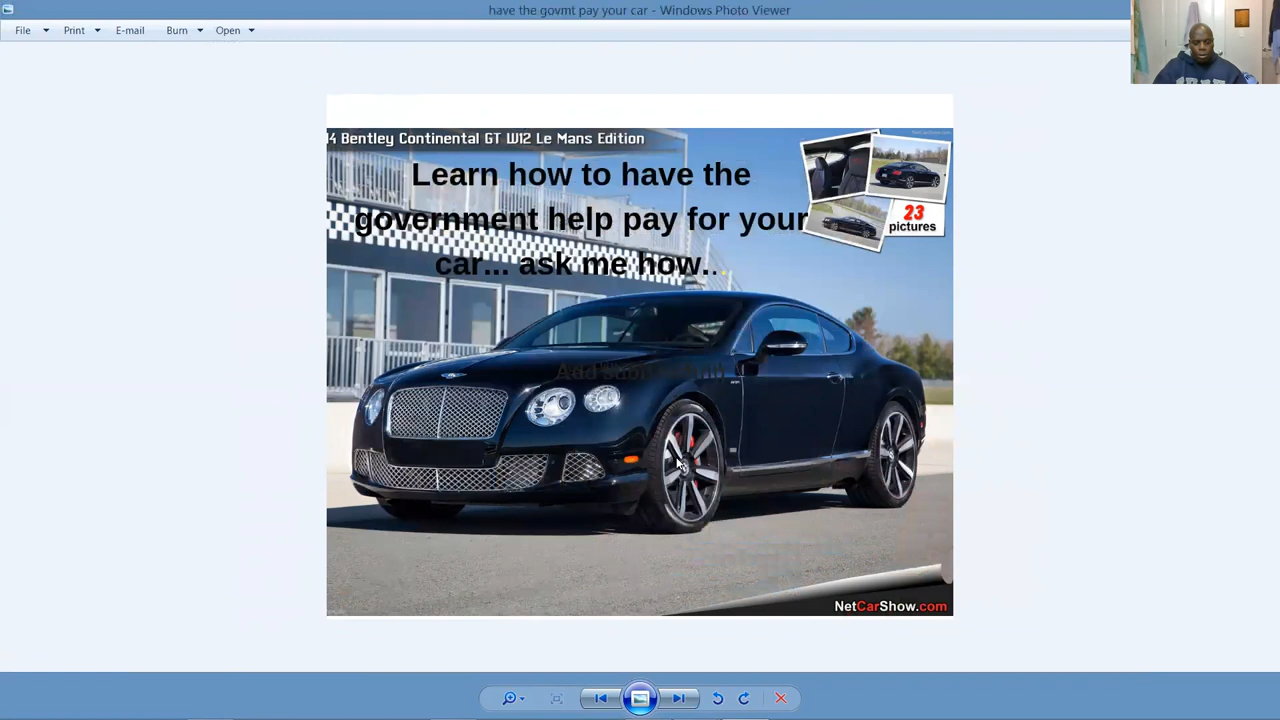 have the govmt pay your car - Windows Photo Viewer
File Print E-mail Burn Open
14 Bentley Continental GT W12 Le Mans Edition
Learn how to have the
government help pay for your
car... ask me how...
23
pictures
NetCarShow.com